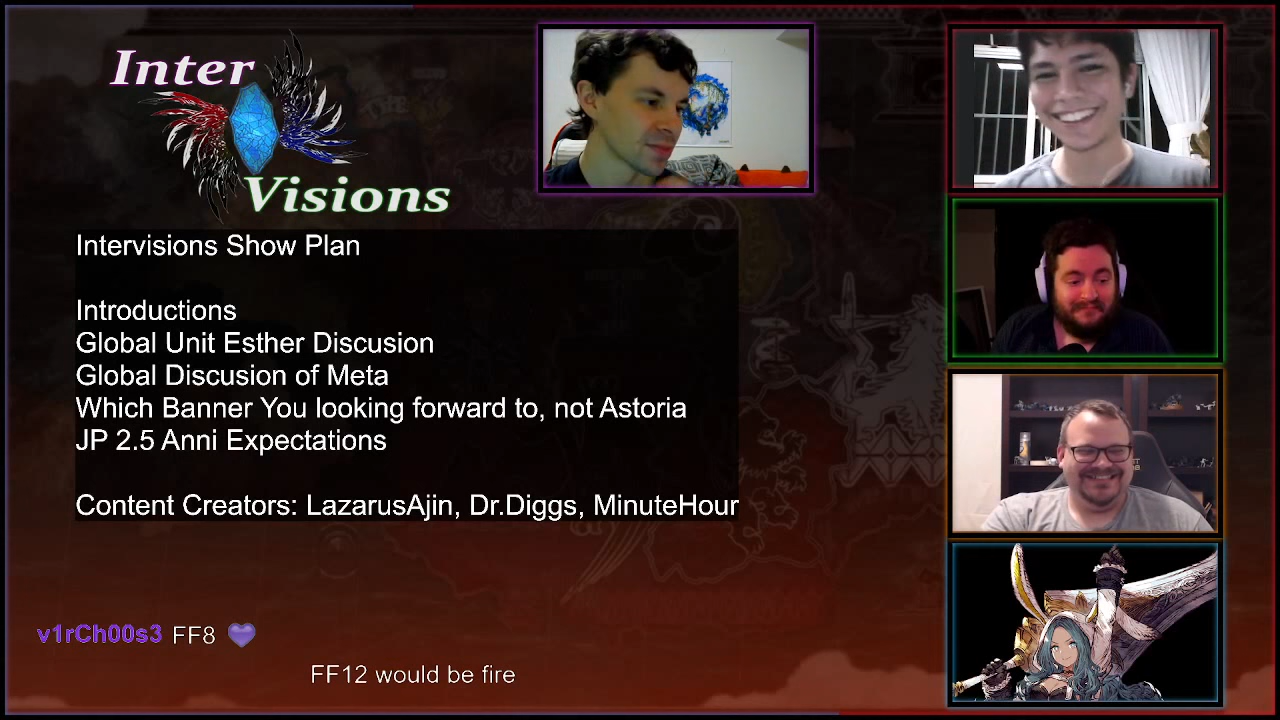 Inter
Visions
Intervisions Show Plan
Introductions
Global Unit Esther Discusion
Global Discusion of Meta
Which Banner You looking forward to, not Astoria
JP 2.5 Anni Expectations
Content Creators: LazarusAjin, Dr.Diggs, MinuteHour
v1rCh00s3 FF8 💜
FF12 would be fire